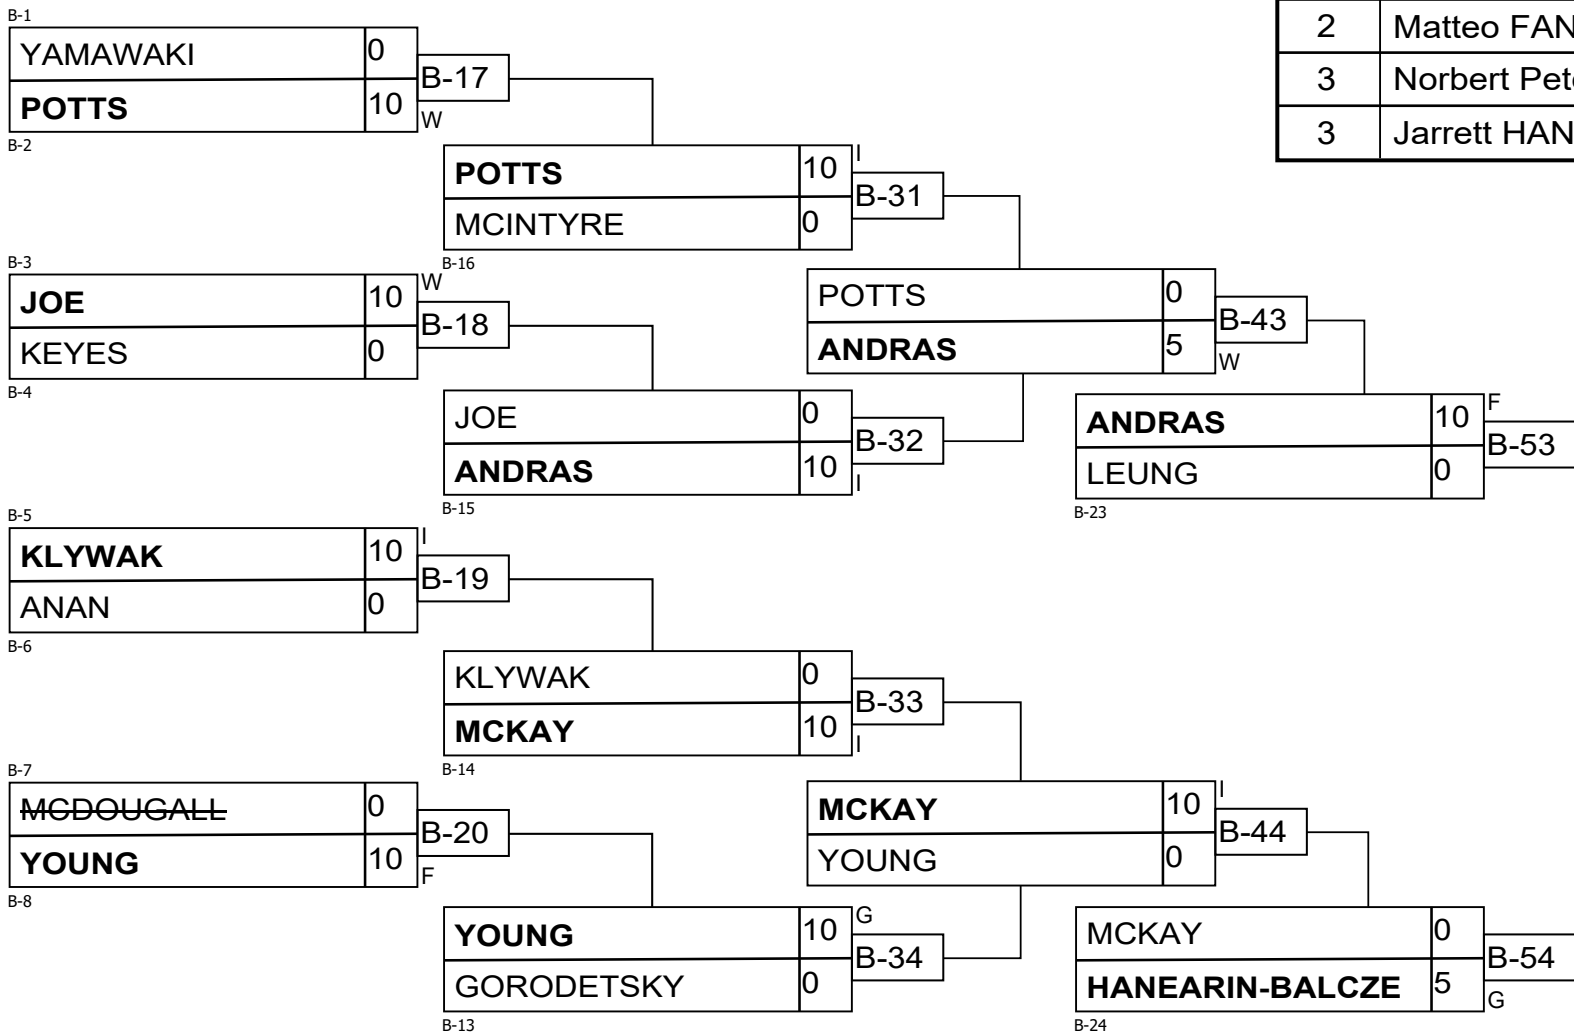 B-1
YAMAWAKI 0
B-17
POTTS 10
W
B-2
2 Matteo
3 Norbert
3 Jarrett
POTTS 10
I
B-31
MCINTYRE 0
B-16
B-3
JOE 10
W
B-18
KEYES 0
B-4
POTTS 0
B-43
ANDRAS 5
W
JOE 0
B-32
ANDRAS 10
I
B-15
ANDRAS 10
F
B-53
LEUNG 0
B-23
B-5
KLYWAK 10
I
B-19
ANAN 0
B-6
KLYWAK 0
B-33
MCKAY 10
I
B-14
B-7
MCDOUGALL 0
B-20
YOUNG 10
F
B-8
MCKAY 10
I
B-44
YOUNG 0
YOUNG 10
G
B-34
GORODETSKY 0
B-13
MCKAY 0
B-54
HANEARIN-BALCZE 5
G
B-24